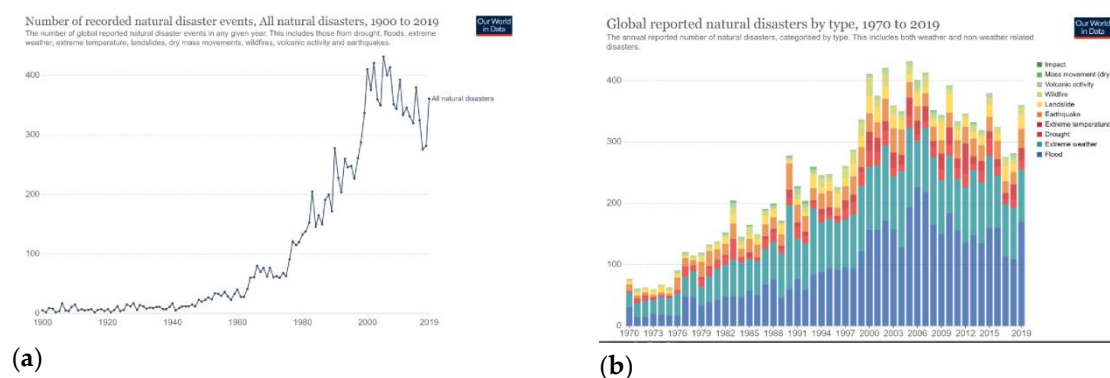 Number of recorded natural disaster events, All natural disasters, 1900 to 2019
The number of global reported natural disaster events in any given year. This includes those from drought, floods, extreme
weather, extreme temperature, landslides, dry mass movements, wildfires, volcanic activity and earthquakes.
Our World
in Data
400
300
200
100
0
All natural disasters
1900
1920
1940
1960
1980
2000
2019
(a)
Global reported natural disasters by type, 1970 to 2019
The annual reported number of natural disasters, categorised by type. This includes both weather and non-weather related
disasters.
Our World
in Data
400
300
200
100
0
1970
1973
1976
1979
1982
1985
1988
1991
1994
1997
2000
2003
2006
2009
2012
2015
2019
Impact
Mass movement (dry)
Volcanic activity
Wildfire
Landslide
Earthquake
Extreme temperature
Drought
Extreme weather
Flood
(b)